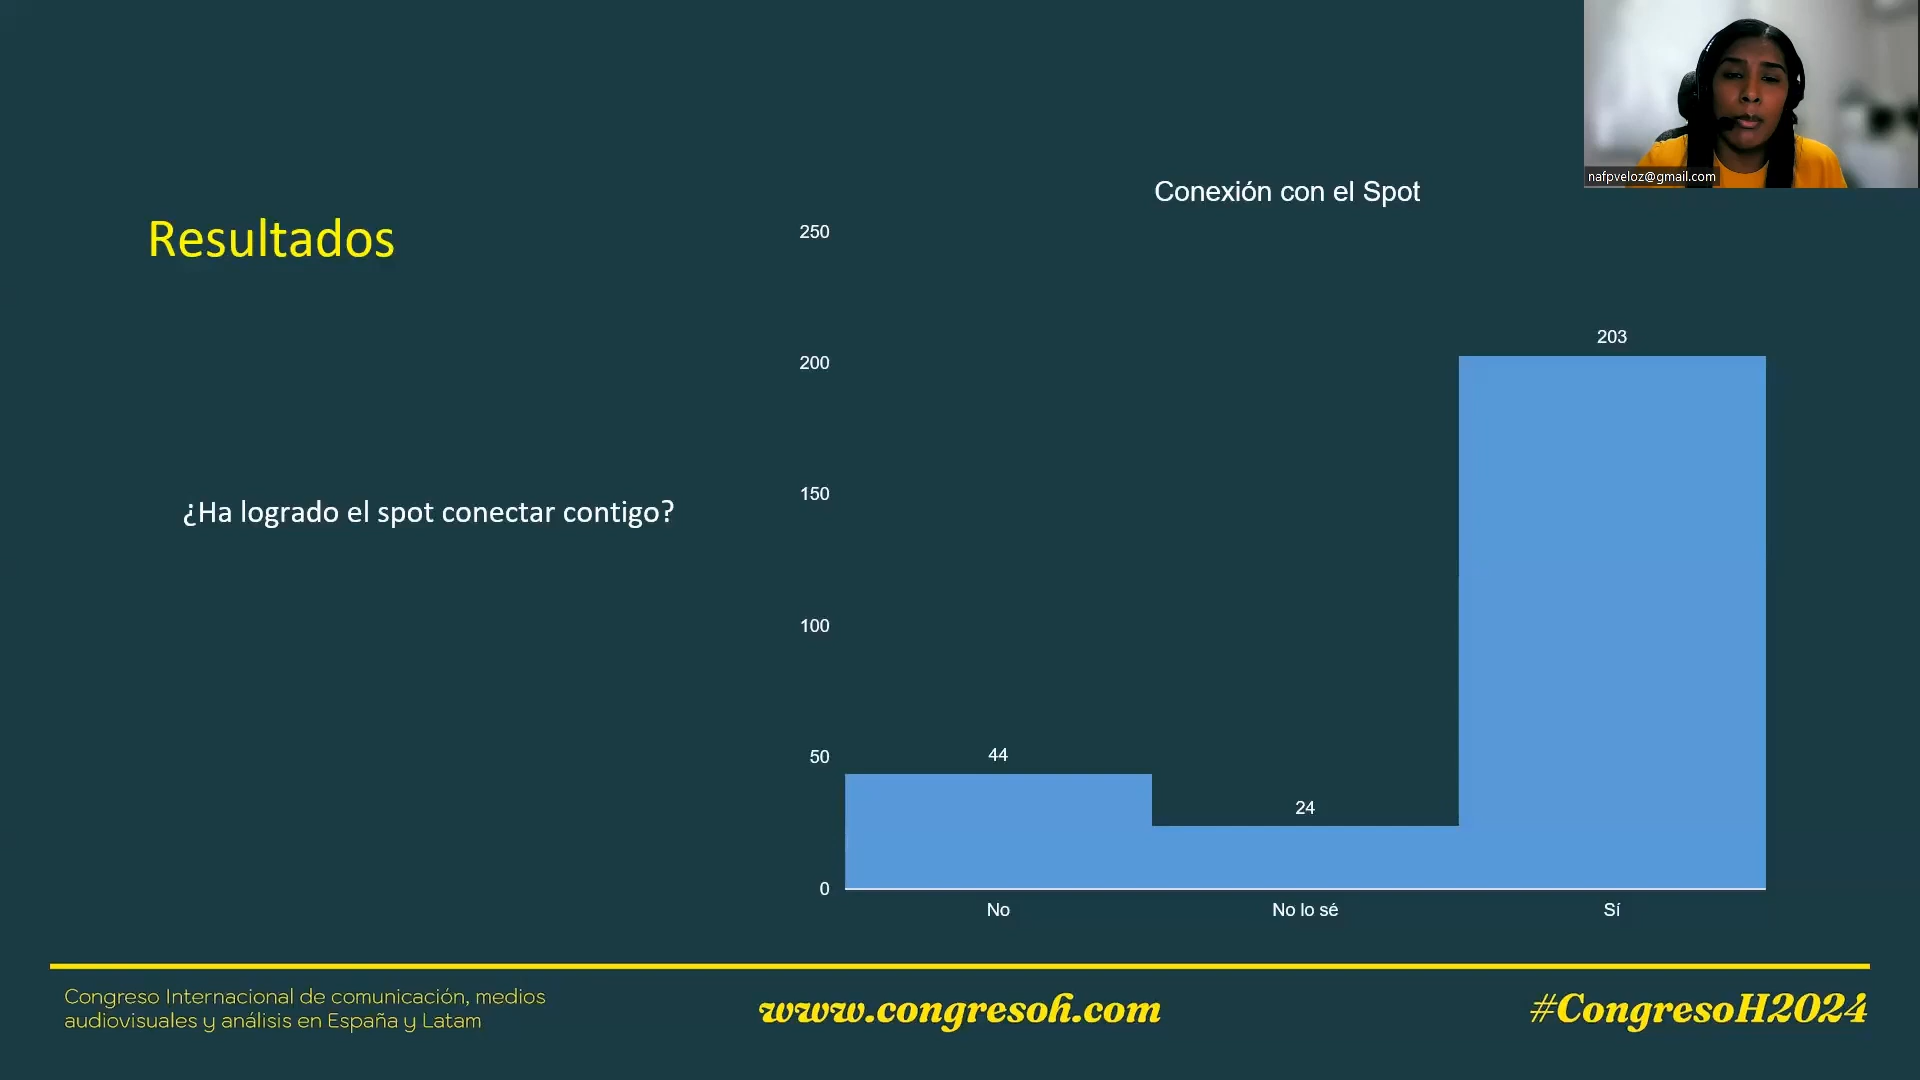 nafpveloz@gmail.com
Resultados
¿Ha logrado el spot conectar contigo?
Conexión con el Spot
250
200
150
100
50
0
44
24
203
No
No lo sé
Sí
Congreso Internacional de comunicación, medios
audiovisuales y análisis en España y Latam
www.congresoh.com
#CongresoH2024